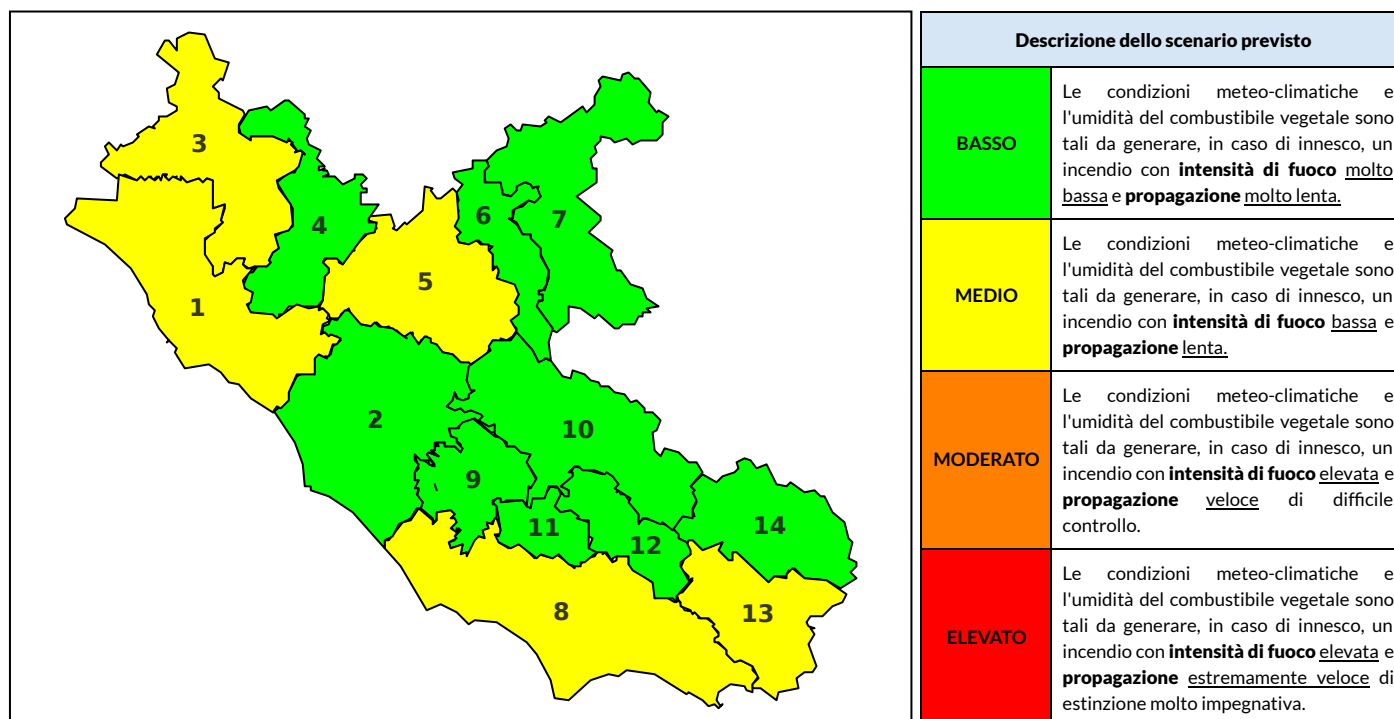 3
4
6
7
5
1
2
10
9
11
12
14
8
13
Descrizione dello scenario previsto
BASSO
Le condizioni meteo-climatiche e
l'umidità del combustibile vegetale sono
tali da generare, in caso di innesco, un
incendio con intensità di fuoco molto
bassa e propagazione molto lenta.
MEDIO
Le condizioni meteo-climatiche e
l'umidità del combustibile vegetale sono
tali da generare, in caso di innesco, un
incendio con intensità di fuoco bassa e
propagazione lenta.
MODERATO
Le condizioni meteo-climatiche e
l'umidità del combustibile vegetale sono
tali da generare, in caso di innesco, un
incendio con intensità di fuoco elevata e
propagazione veloce di difficile
controllo.
ELEVATO
Le condizioni meteo-climatiche e
l'umidità del combustibile vegetale sono
tali da generare, in caso di innesco, un
incendio con intensità di fuoco elevata e
propagazione estremamente veloce di
estinzione molto impegnativa.